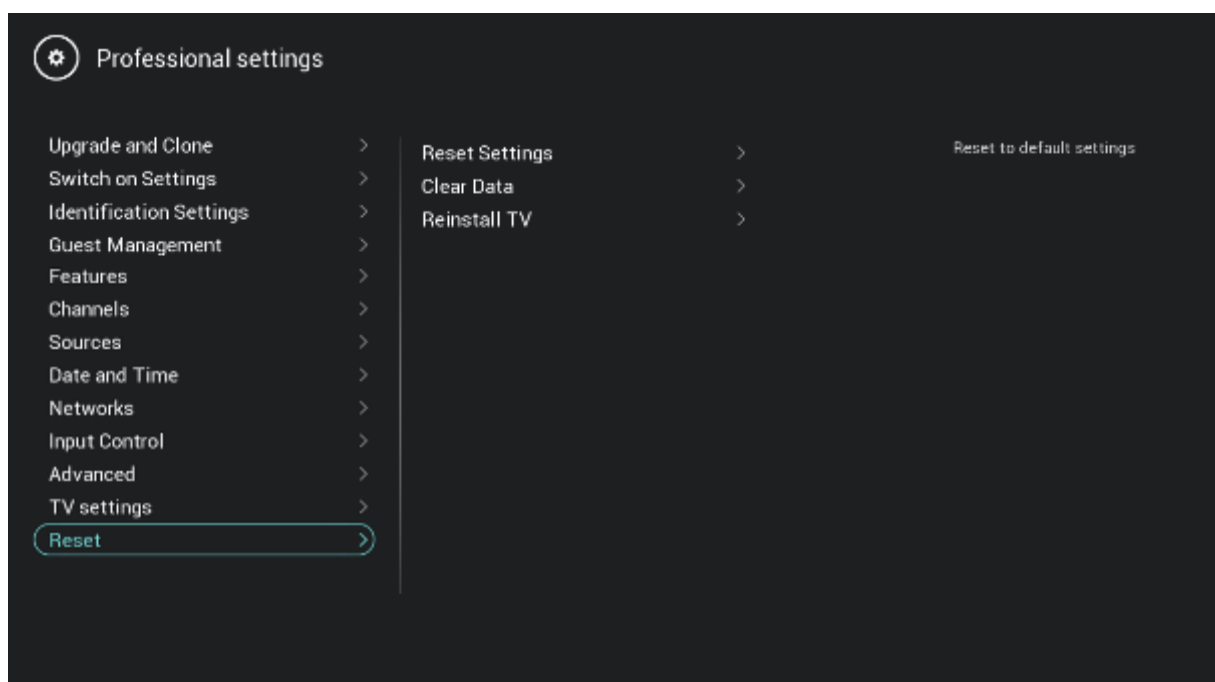 Professional settings
Upgrade and Clone
Switch on Settings
Identification Settings
Guest Management
Features
Channels
Sources
Date and Time
Networks
Input Control
Advanced
TV settings
Reset
Reset Settings
Clear Data
Reinstall TV
Reset to default settings